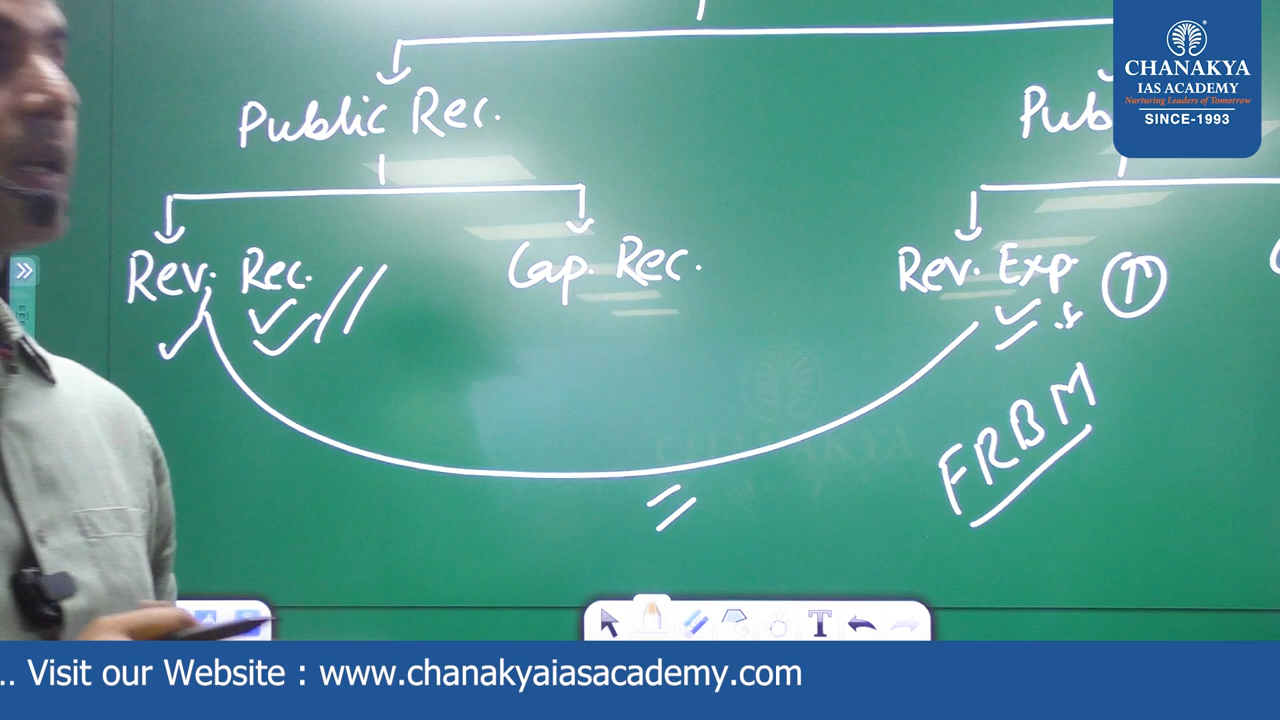 CHANAKYA
IAS ACADEMY
Nurturing Leaders of Tomorrow
SINCE-1993
Public Rec.
Pub
Rev. Rec.
Cap. Rec.
Rev. Exp.
FRBM
T
.. Visit our Website : www.chanakyaiasacademy.com